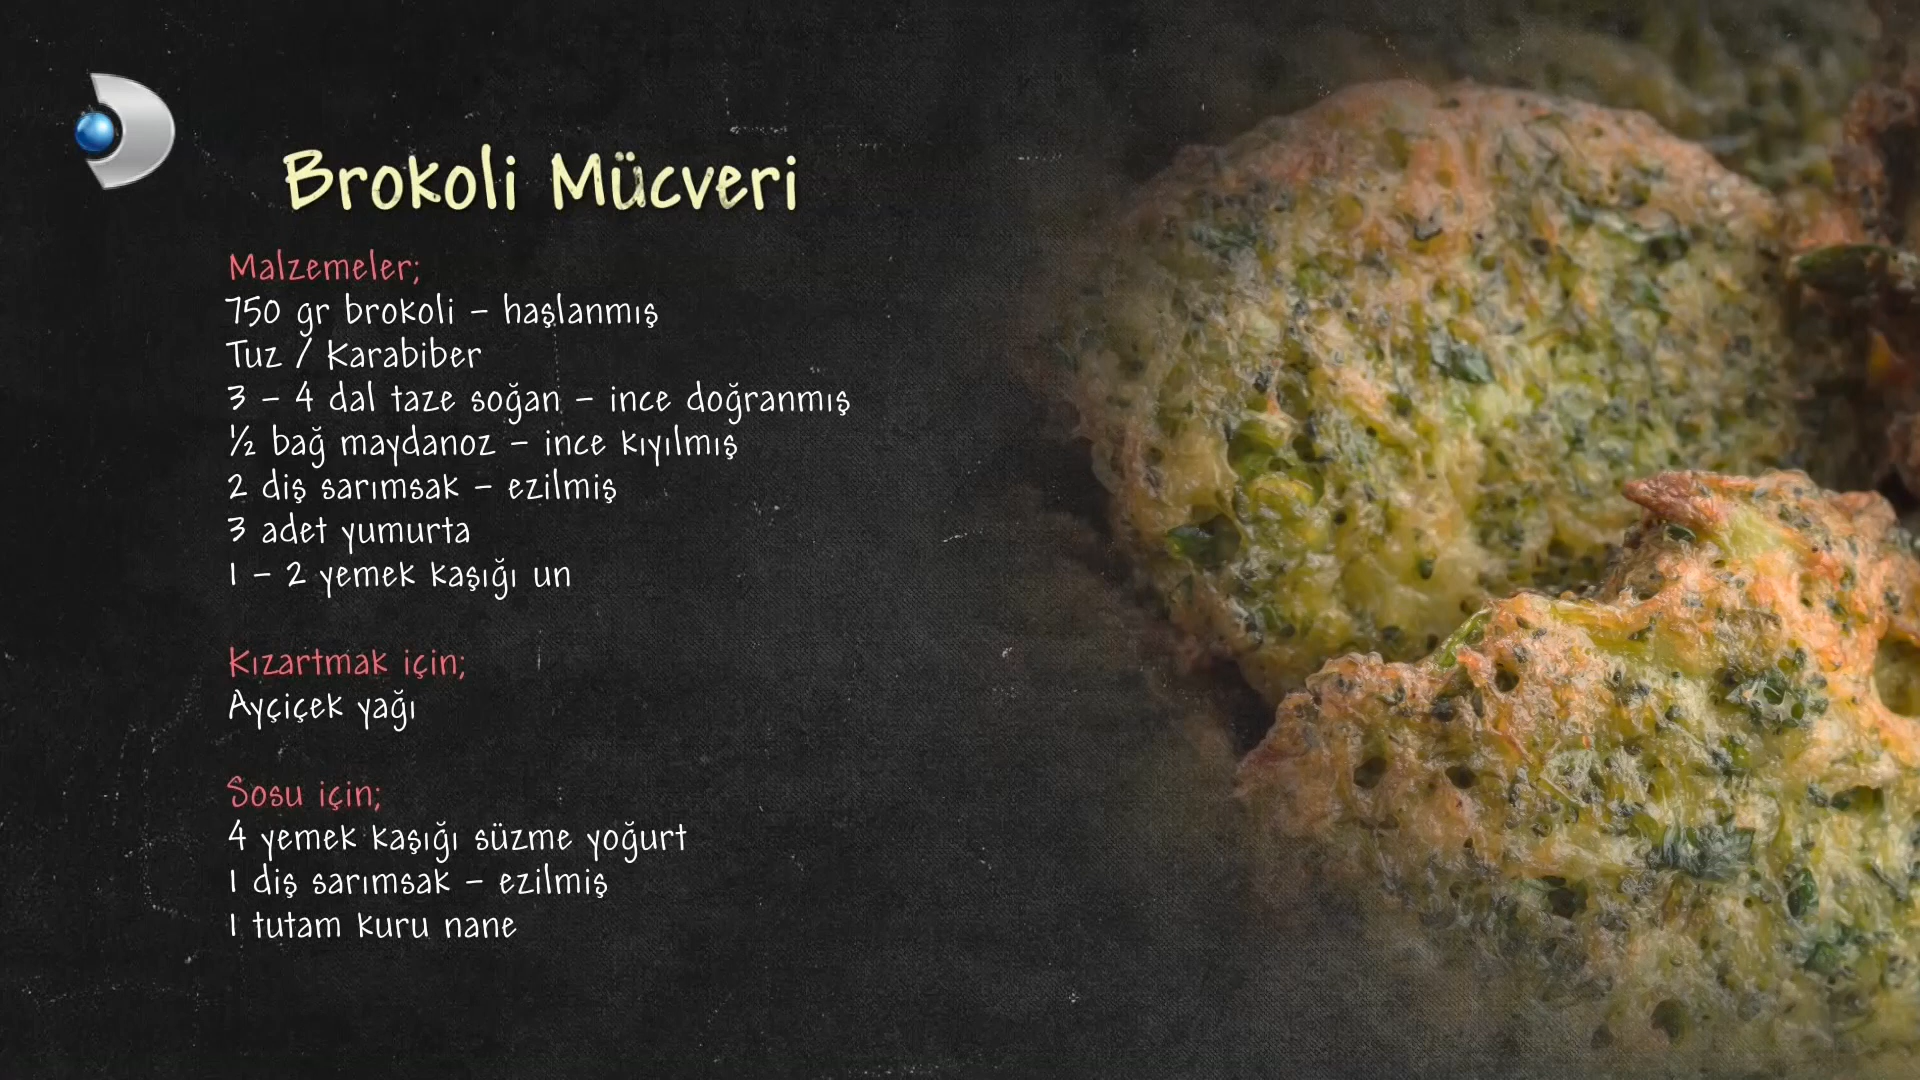 Brokoli Mücveri
Malzemeler;
750 gr brokoli – haşlanmış
Tuz / Karabiber
3 – 4 dal taze soğan – ince doğranmış
½ bağ maydanoz – ince kıyılmış
2 diş sarımsak – ezilmiş
3 adet yumurta
1 – 2 yemek kaşığı un
Kızartmak için;
Ayçiçek yağı
Sosu için;
4 yemek kaşığı süzme yoğurt
1 diş sarımsak – ezilmiş
1 tutam kuru nane